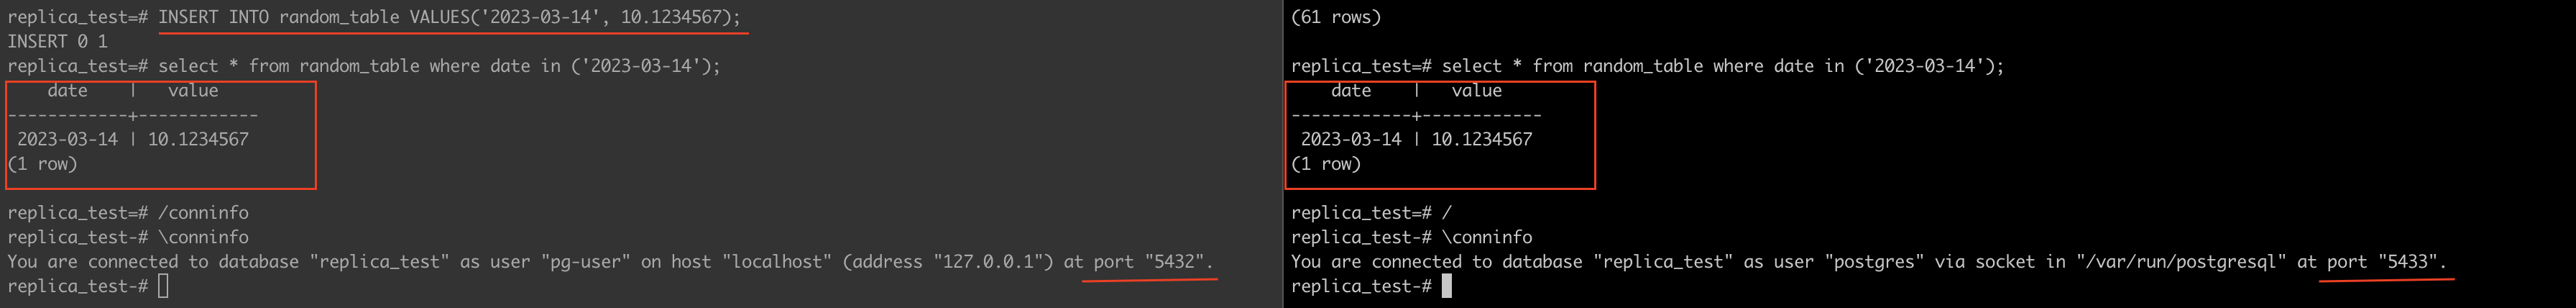 replica_test=# INSERT INTO random_table VALUES('2023-03-14', 10.1234567);
INSERT 0 1
replica_test=# select * from random_table where date in ('2023-03-14');
    date    |   value
------------+------------
 2023-03-14 | 10.1234567
(1 row)

replica_test=# /conninfo
replica_test-# \conninfo
You are connected to database "replica_test" as user "pg-user" on host "localhost" (address "127.0.0.1") at port "5432".
replica_test-#
(61 rows)

replica_test=# select * from random_table where date in ('2023-03-14');
    date    |   value
------------+------------
 2023-03-14 | 10.1234567
(1 row)

replica_test=# /
replica_test-# \conninfo
You are connected to database "replica_test" as user "postgres" via socket in "/var/run/postgresql" at port "5433".
replica_test-#